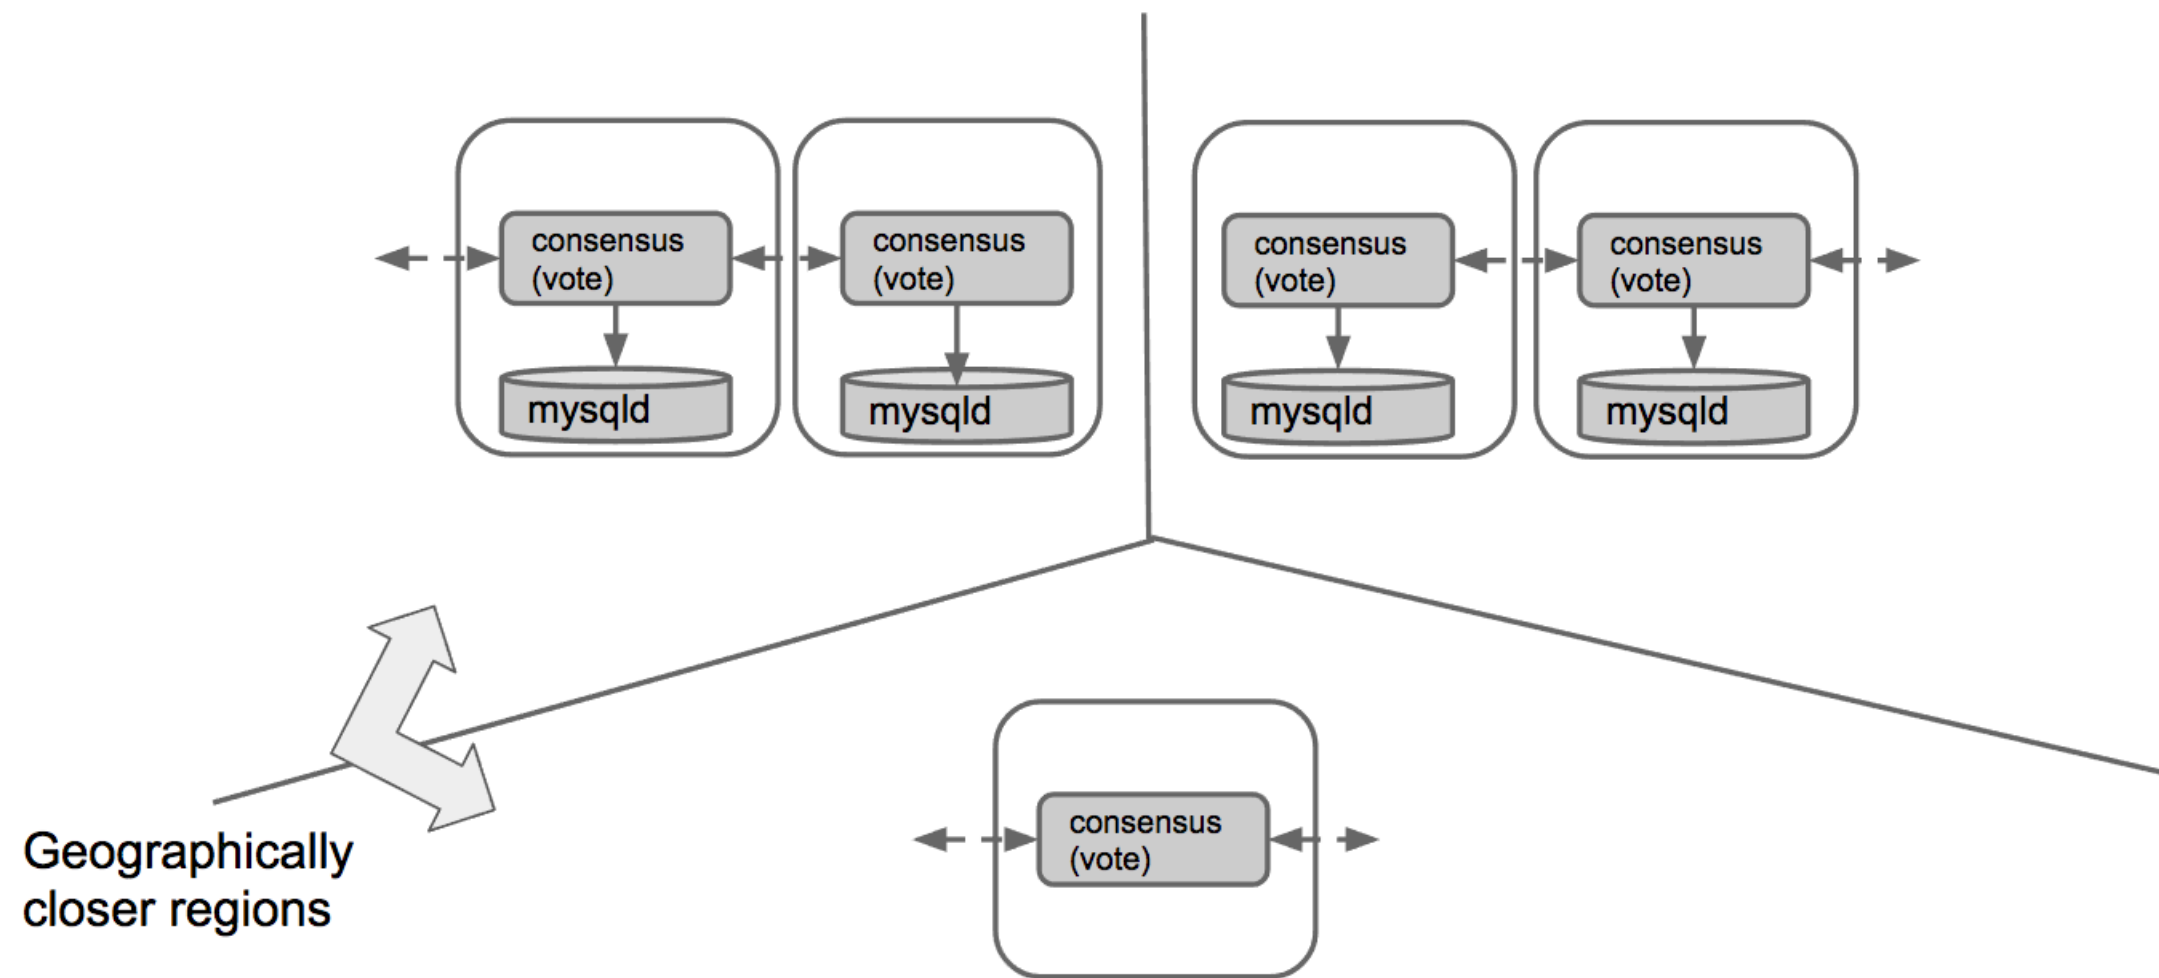 consensus
(vote)
consensus
(vote)
consensus
(vote)
consensus
(vote)
mysqld
mysqld
mysqld
mysqld
consensus
(vote)
Geographically
closer regions